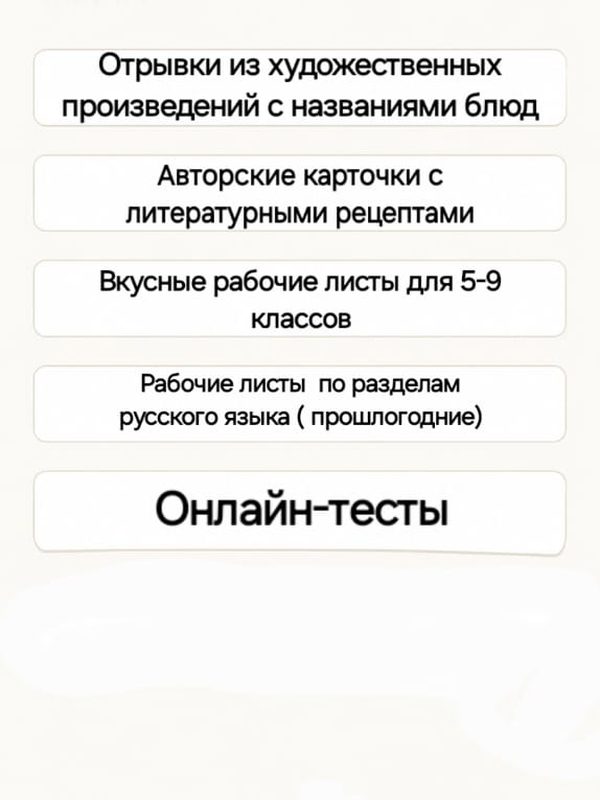 Отрывки из художественных
произведений с названиями блюд
Авторские карточки с
литературными рецептами
Вкусные рабочие листы для 5-9
классов
Рабочие листы  по разделам
русского языка ( прошлогодние)
Онлайн-тесты